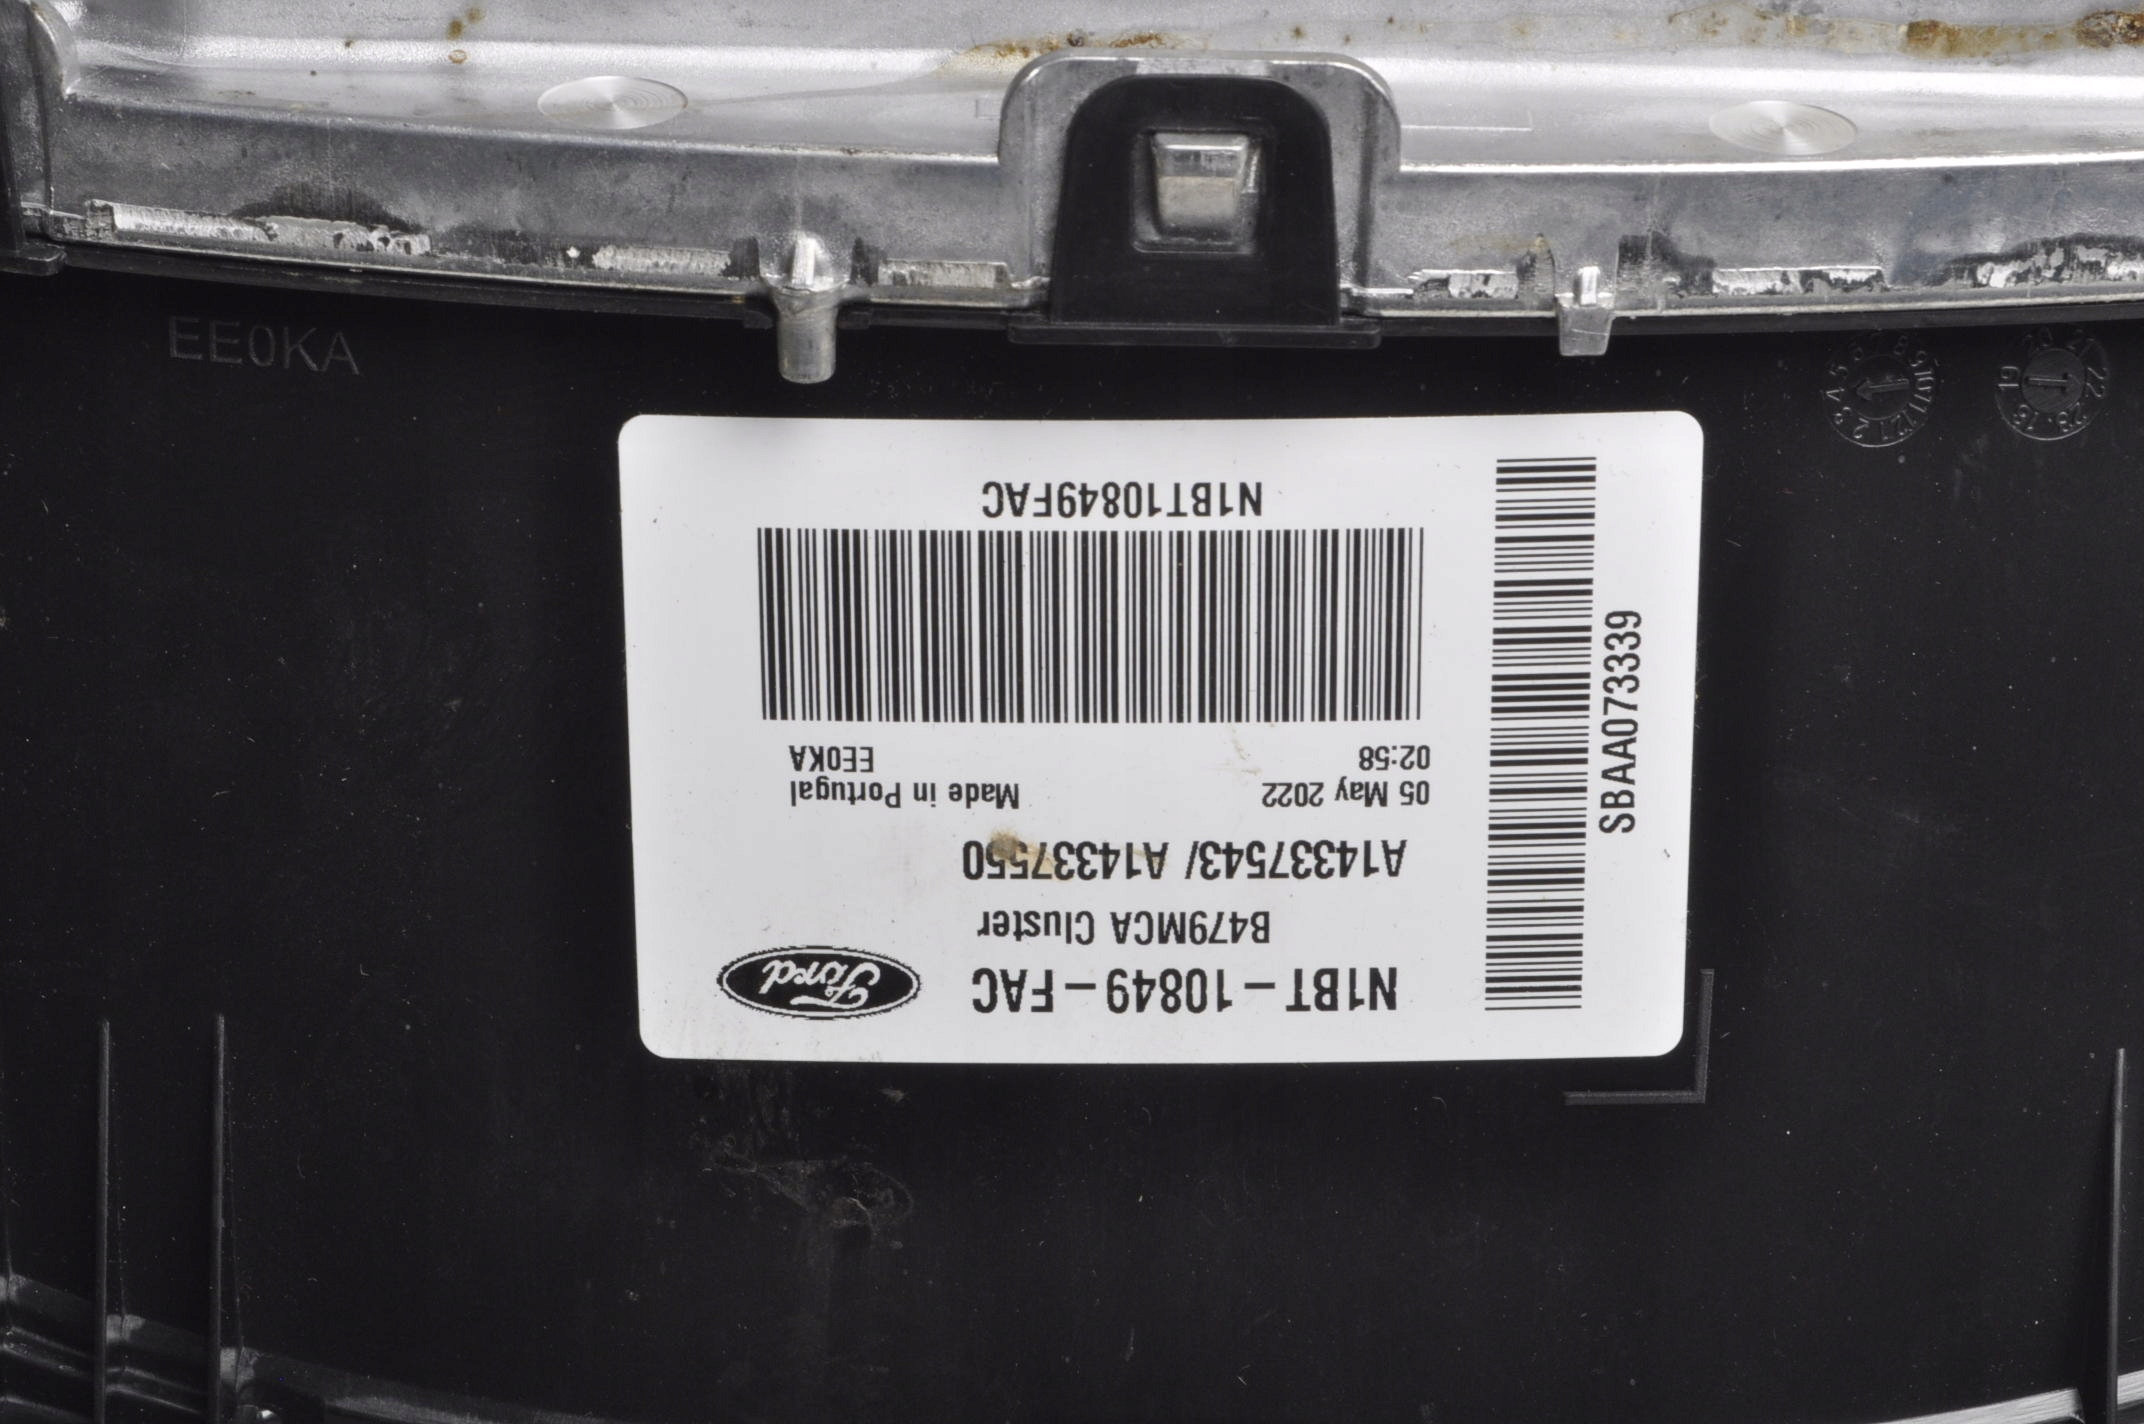 N1BT-10849-FAC
Ford
B479MCA Cluster
A14337543/ A14337550
05 May 2022 Made in Portugal
02:58 EE0KA
N1BT10849FAC
SBAA073339
EE0KA